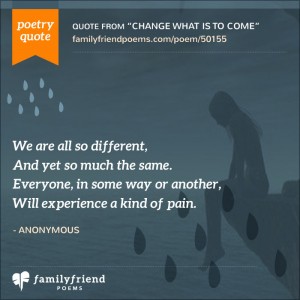 poetry
quote
QUOTE FROM "CHANGE WHAT IS TO COME"
familyfriendpoems.com/poem/50155
We are all so different,
And yet so much the same.
Everyone, in some way or another,
Will experience a kind of pain.
- ANONYMOUS
familyfriend
POEMS